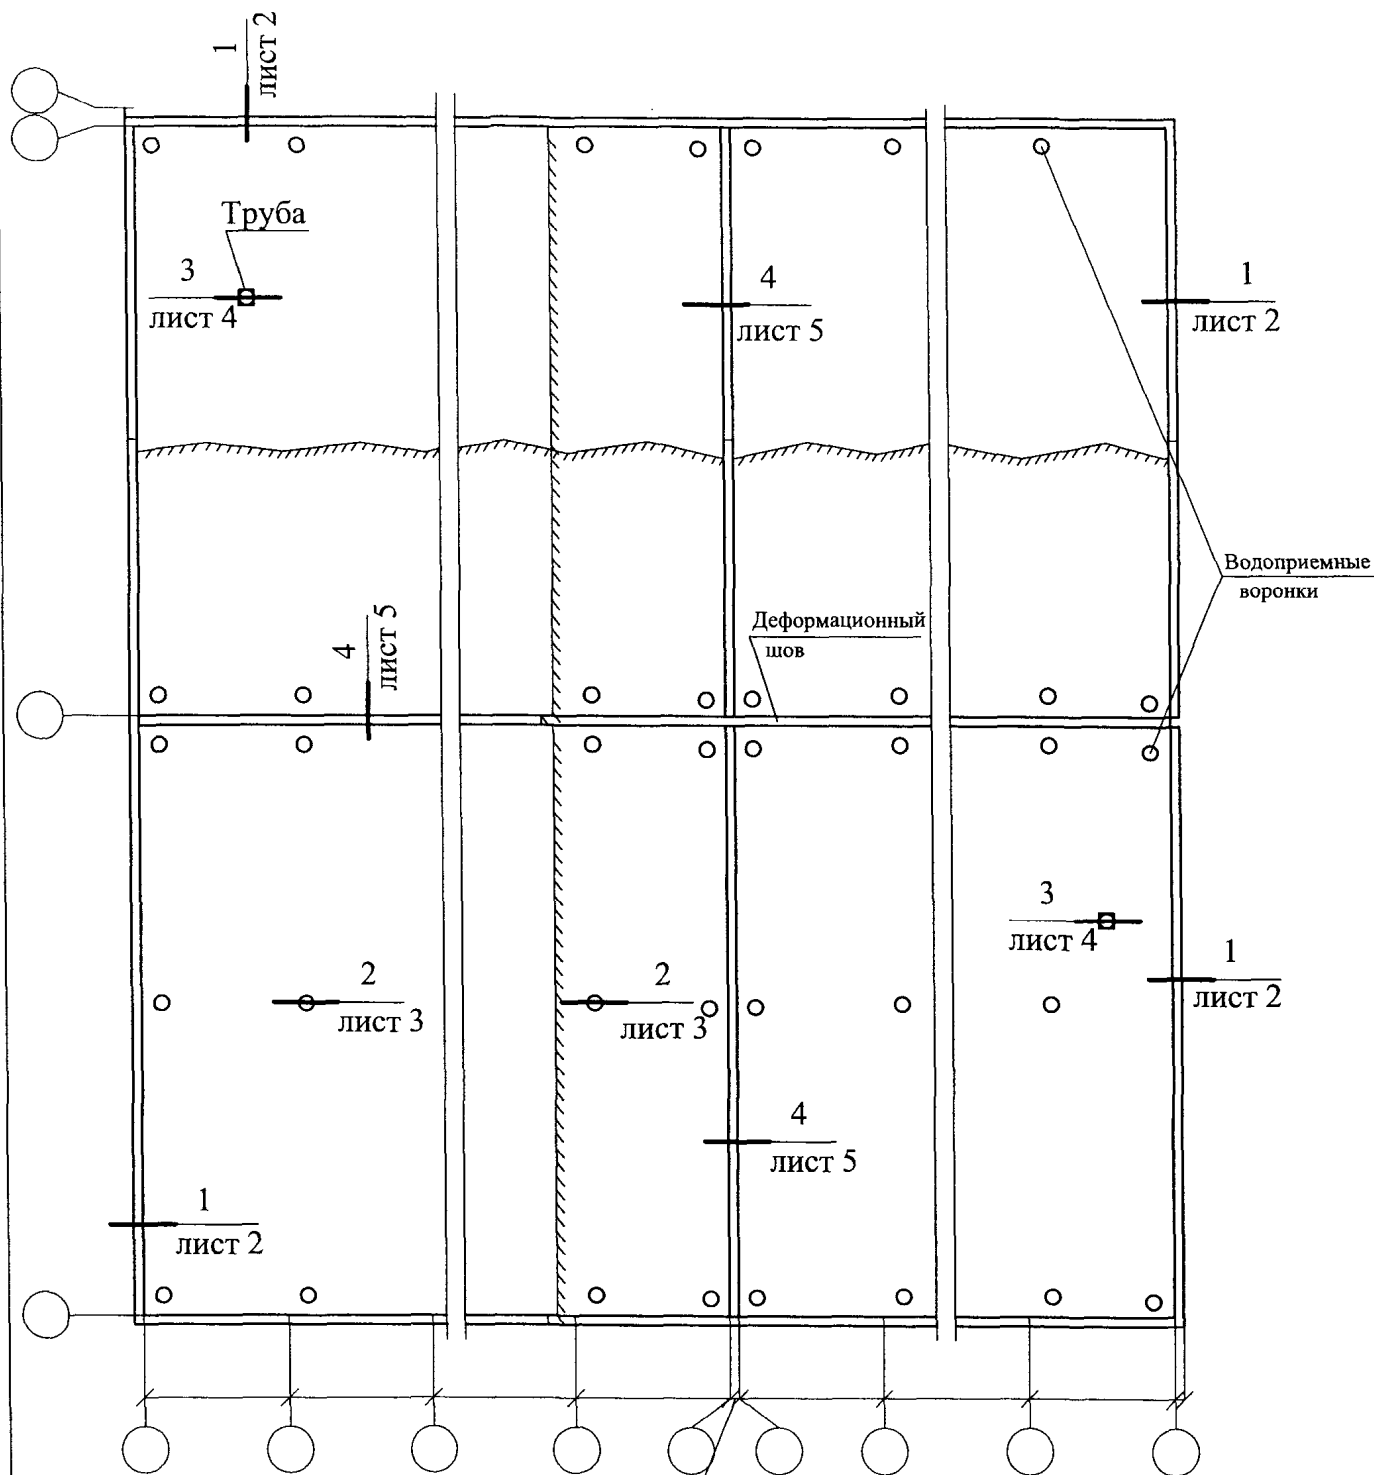 1
лист 2
Труба
3
лист 4
4
лист 5
1
лист 2
Водоприемные
воронки
Деформационный
шов
4
лист 5
3
лист 4
2
лист 3
2
лист 3
1
лист 2
4
лист 5
1
лист 2